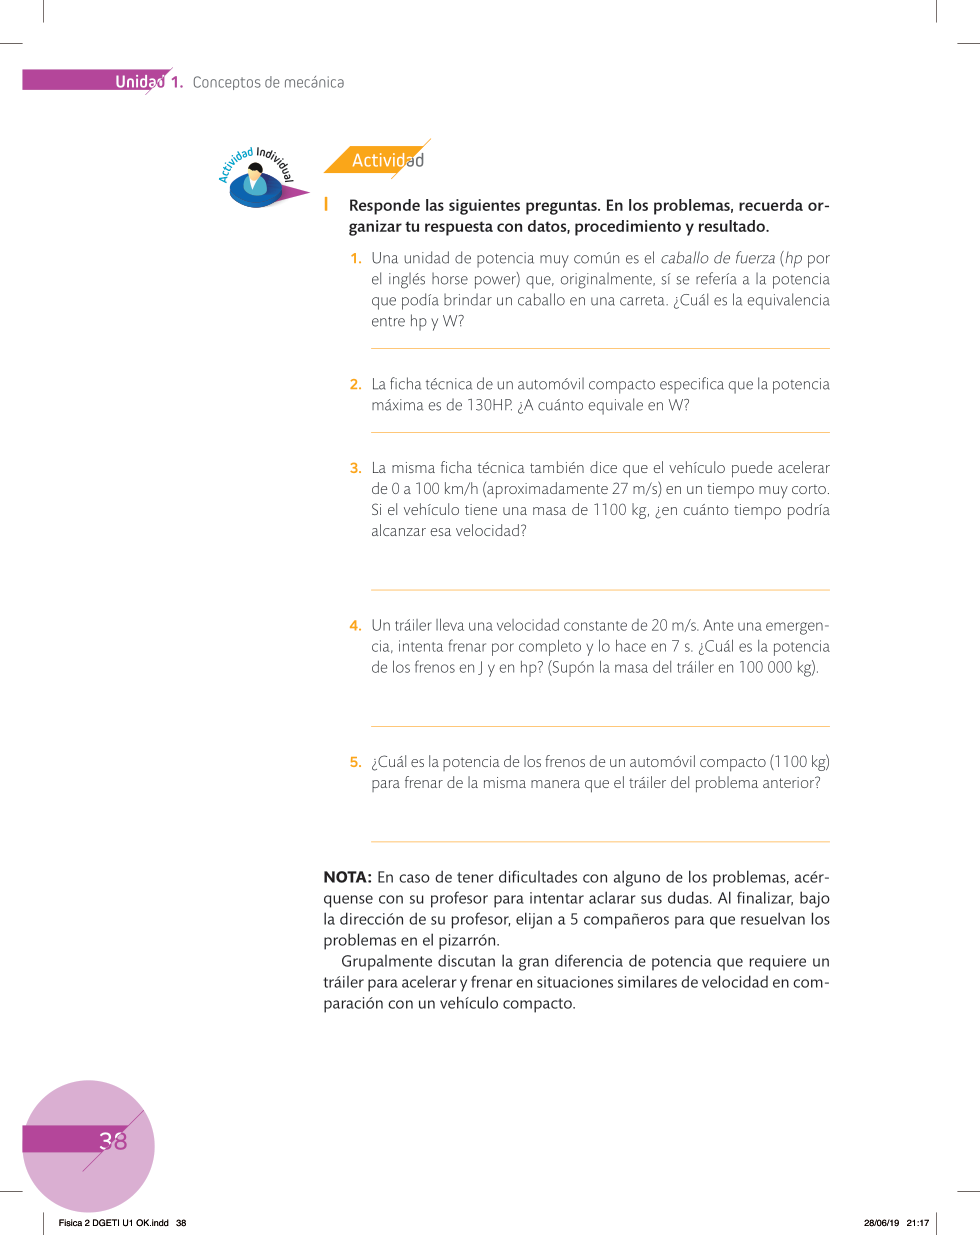 Unidad 1. Conceptos de mecánica
Actividad Individual
Actividad
I Responde las siguientes preguntas. En los problemas, recuerda or-
ganizar tu respuesta con datos, procedimiento y resultado.
1. Una unidad de potencia muy común es el caballo de fuerza (hp por
el inglés horse power) que, originalmente, sí se refería a la potencia
que podía brindar un caballo en una carreta. ¿Cuál es la equivalencia
entre hp y W?
2. La ficha técnica de un automóvil compacto especifica que la potencia
máxima es de 130HP. ¿A cuánto equivale en W?
3. La misma ficha técnica también dice que el vehículo puede acelerar
de 0 a 100 km/h (aproximadamente 27 m/s) en un tiempo muy corto.
Si el vehículo tiene una masa de 1100 kg, ¿en cuánto tiempo podría
alcanzar esa velocidad?
4. Un tráiler lleva una velocidad constante de 20 m/s. Ante una emergen-
cia, intenta frenar por completo y lo hace en 7 s. ¿Cuál es la potencia
de los frenos en J y en hp? (Supón la masa del tráiler en 100 000 kg).
5. ¿Cuál es la potencia de los frenos de un automóvil compacto (1100 kg)
para frenar de la misma manera que el tráiler del problema anterior?
NOTA: En caso de tener dificultades con alguno de los problemas, acér-
quense con su profesor para intentar aclarar sus dudas. Al finalizar, bajo
la dirección de su profesor, elijan a 5 compañeros para que resuelvan los
problemas en el pizarrón.
Grupalmente discutan la gran diferencia de potencia que requiere un
tráiler para acelerar y frenar en situaciones similares de velocidad en com-
paración con un vehículo compacto.
38
Fisica 2 DGETI U1 OK.indd 38
28/06/19 21:17